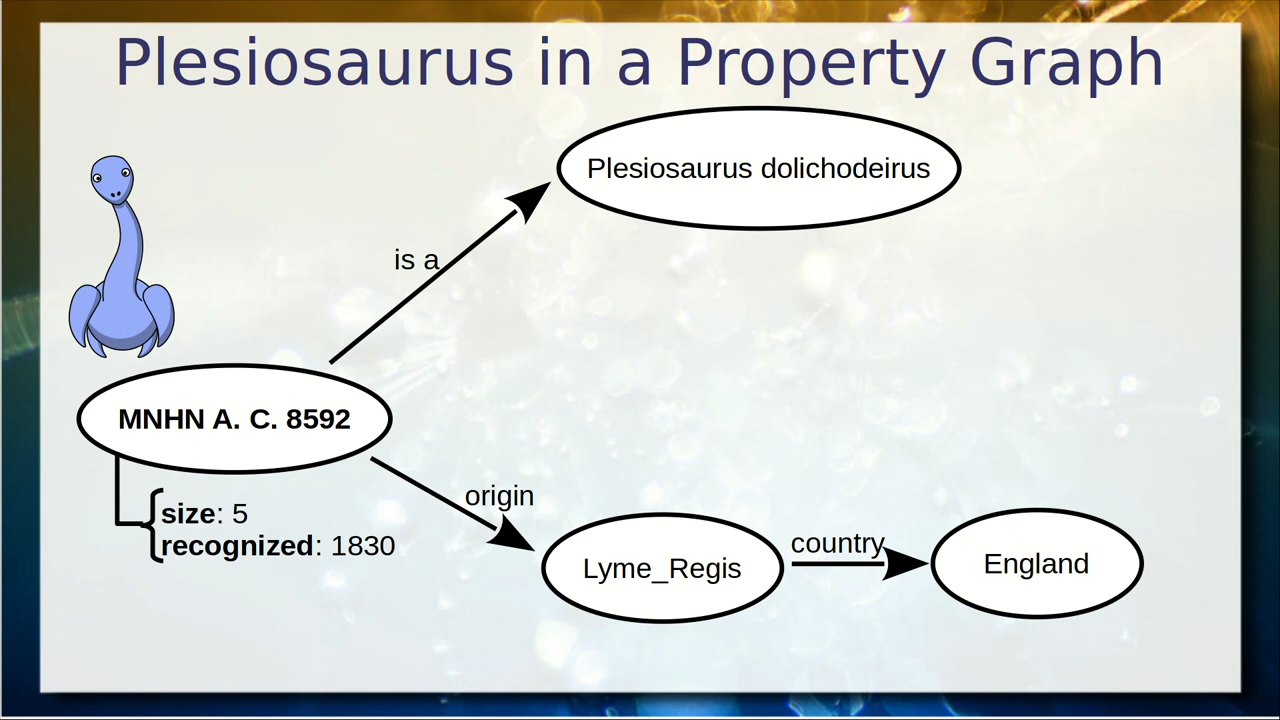 Plesiosaurus in a Property Graph
Plesiosaurus dolichodeirus
is a
MNHN A. C. 8592
origin
size: 5
recognized: 1830
country
Lyme_Regis
England